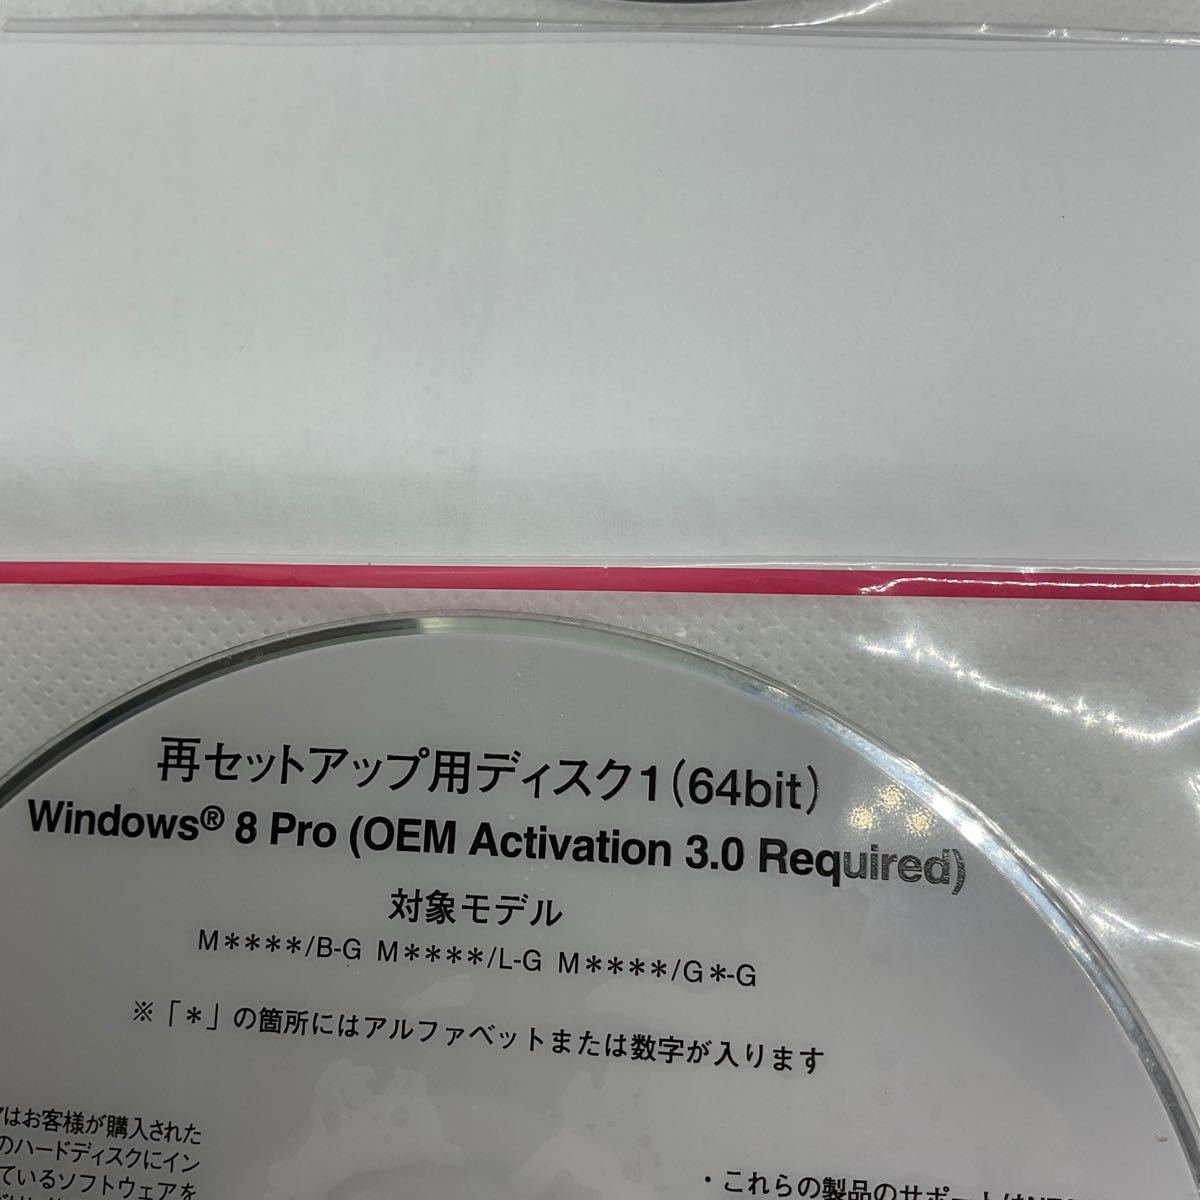 再セットアップ用ディスク1(64bit)
Windows® 8 Pro (OEM Activation 3.0 Required)
対象モデル
M＊＊＊＊/B-G M＊＊＊＊/L-G M＊＊＊＊/G＊-G
※「＊」の箇所にはアルファベットまたは数字が入ります
はお客様が購入された
のハードディスクにイン
ているソフトウェアを
・これらの製品のサポートは